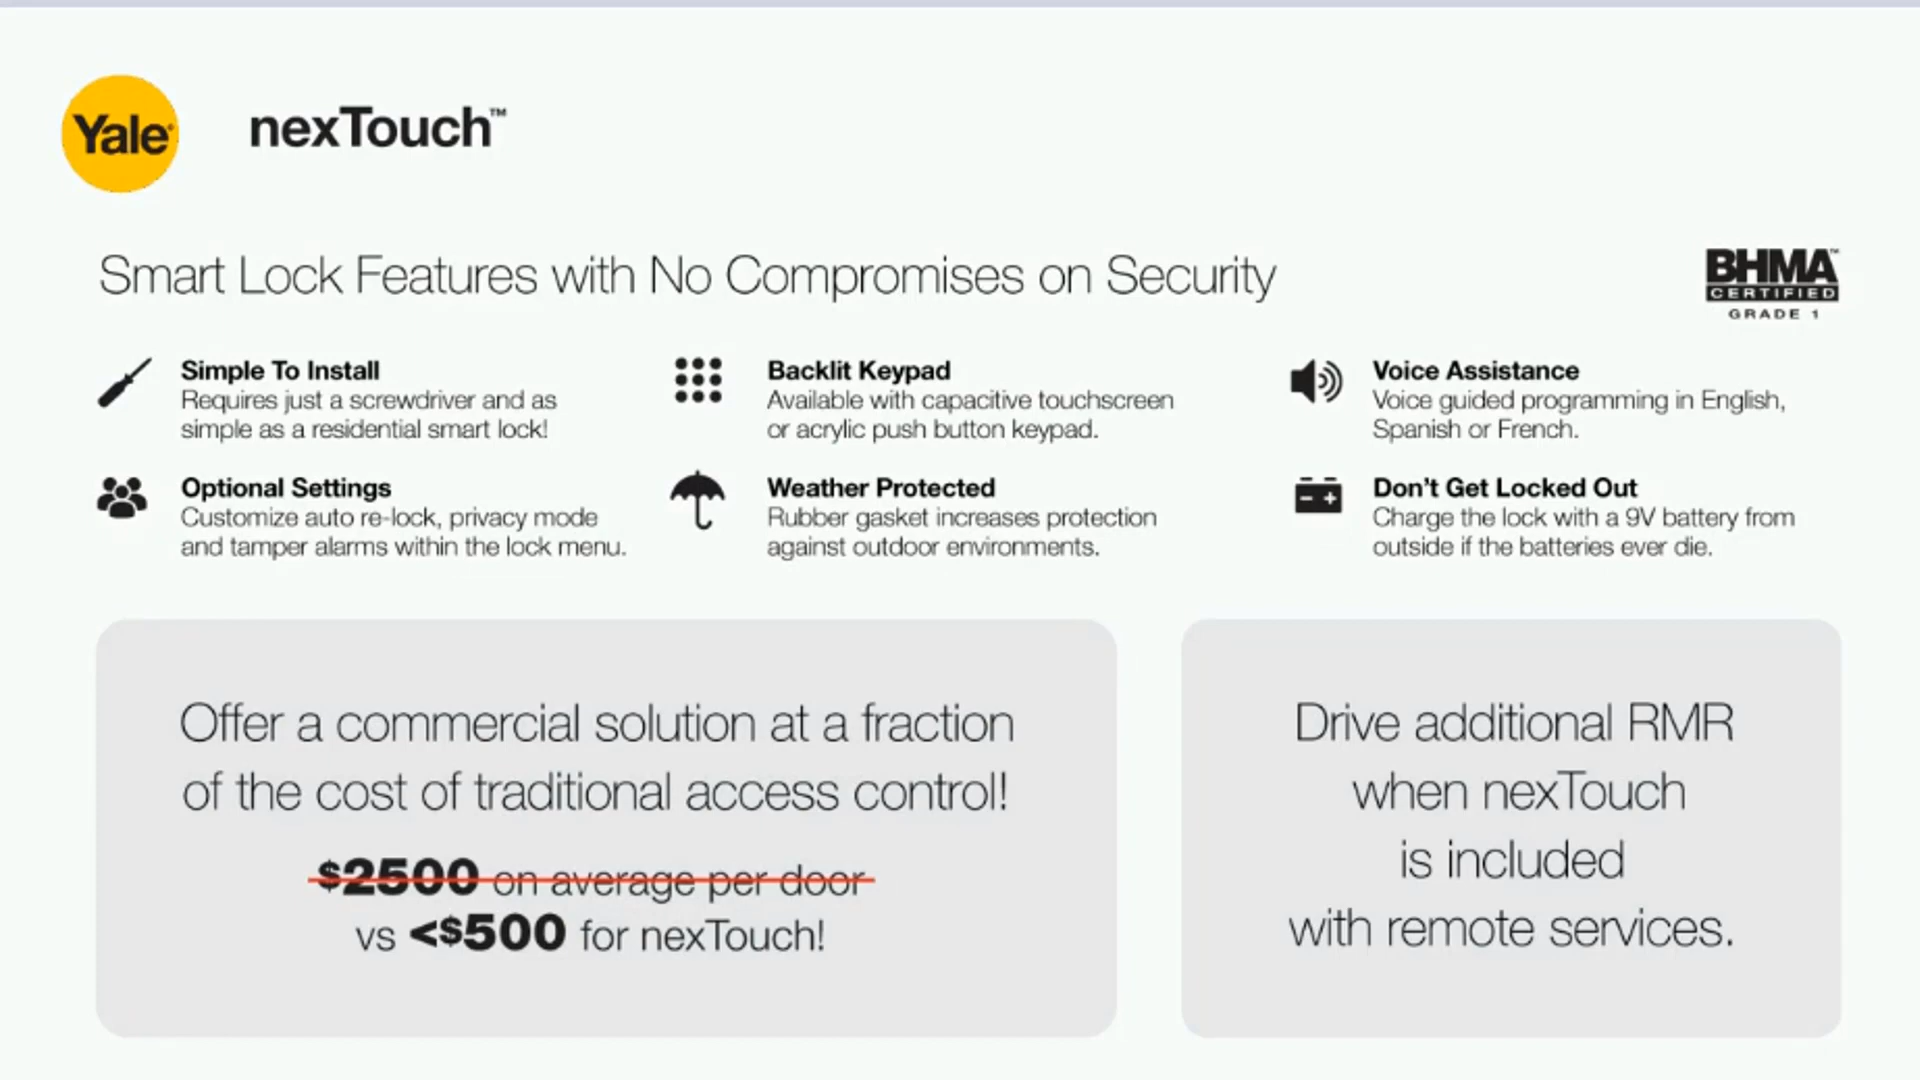 Yale®
nexTouch™
Smart Lock Features with No Compromises on Security
BHMA™
CERTIFIED
GRADE 1
Simple To Install
Requires just a screwdriver and as
simple as a residential smart lock!
Backlit Keypad
Available with capacitive touchscreen
or acrylic push button keypad.
Voice Assistance
Voice guided programming in English,
Spanish or French.
Optional Settings
Customize auto re-lock, privacy mode
and tamper alarms within the lock menu.
Weather Protected
Rubber gasket increases protection
against outdoor environments.
Don't Get Locked Out
Charge the lock with a 9V battery from
outside if the batteries ever die.
Offer a commercial solution at a fraction
of the cost of traditional access control!
$2500 on average per door
vs <$500 for nexTouch!
Drive additional RMR
when nexTouch
is included
with remote services.